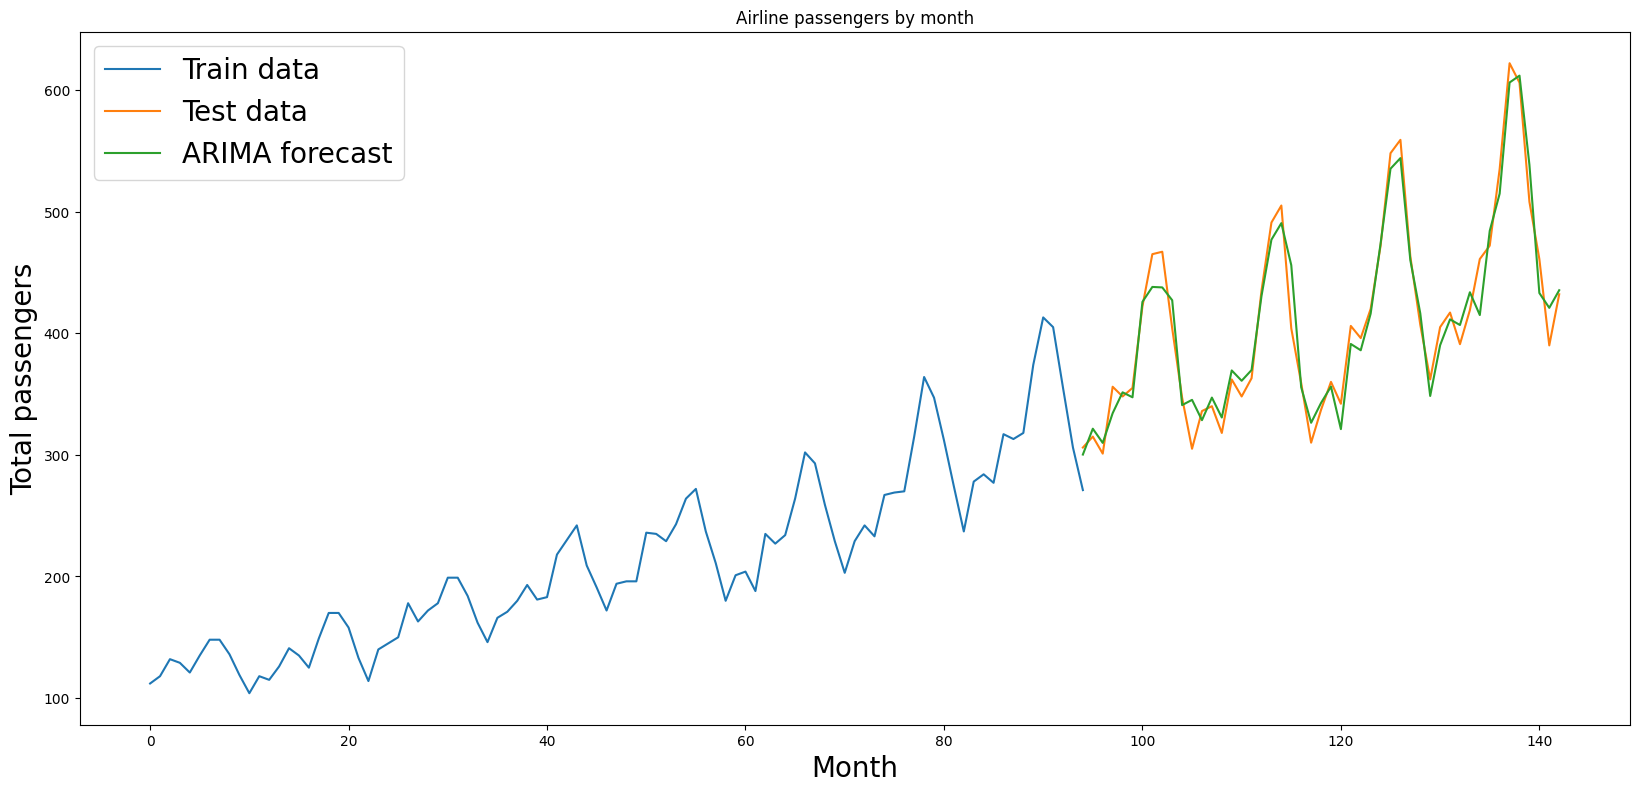 Airline passengers by month
Train data
Test data
ARIMA forecast
Total passengers
600
500
400
300
200
100
0 20 40 60 80 100 120 140
Month